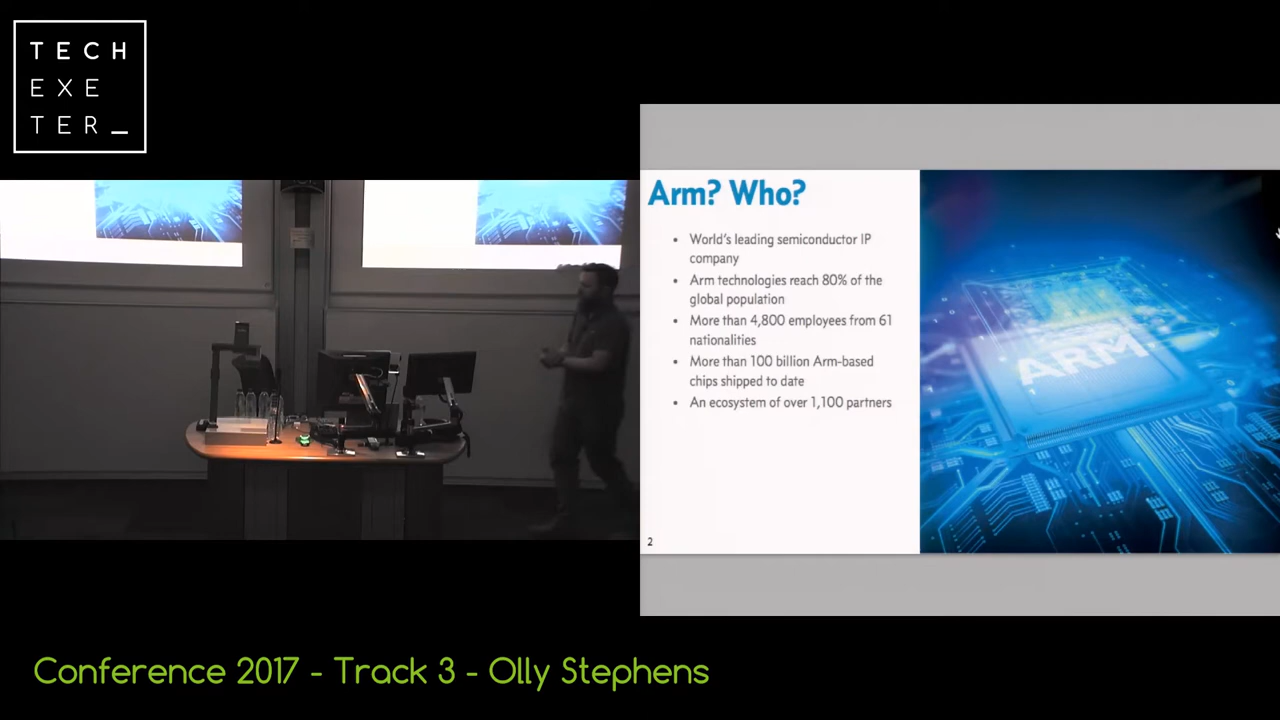 TECH
EXE
TER_
Arm? Who?
• World's leading semiconductor IP
company
• Arm technologies reach 80% of the
global population
• More than 4,800 employees from 61
nationalities
• More than 100 billion Arm-based
chips shipped to date
• An ecosystem of over 1,100 partners
ARM
2
Conference 2017 - Track 3 - Olly Stephens